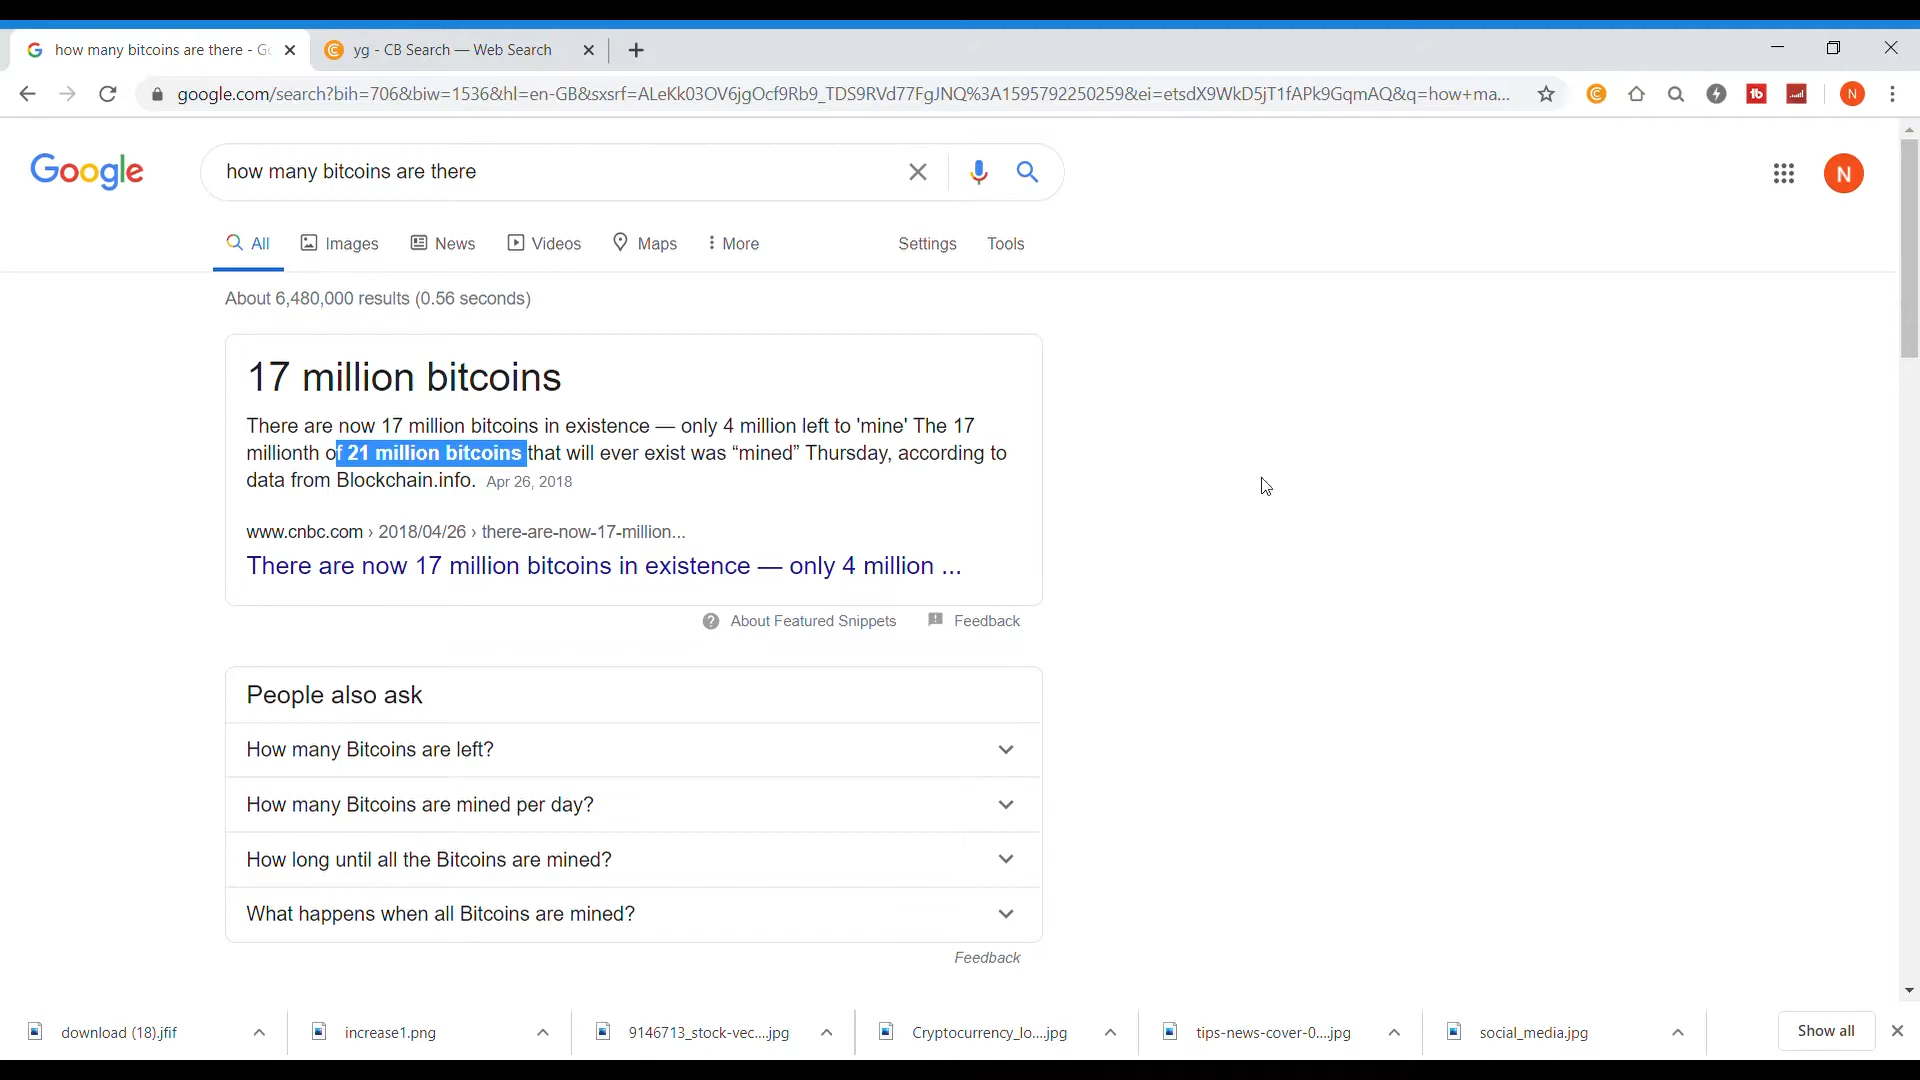 how many bitcoins are there - Go
yg - CB Search — Web Search
google.com/search?bih=706&biw=1536&hl=en-GB&sxsrf=ALeKk03OV6jgOcf9Rb9_TDS9RVd77FgJNQ%3A1595792250259&ei=etsdX9WkD5jT1fAPk9GqmAQ&q=how+ma...
N
Google
how many bitcoins are there
N
All
Images
News
Videos
Maps
More
Settings
Tools
About 6,480,000 results (0.56 seconds)
17 million bitcoins
There are now 17 million bitcoins in existence — only 4 million left to 'mine' The 17
millionth of 21 million bitcoins that will ever exist was “mined” Thursday, according to
data from Blockchain.info. Apr 26, 2018
www.cnbc.com › 2018/04/26 › there-are-now-17-million...
There are now 17 million bitcoins in existence — only 4 million ...
About Featured Snippets
Feedback
People also ask
How many Bitcoins are left?
How many Bitcoins are mined per day?
How long until all the Bitcoins are mined?
What happens when all Bitcoins are mined?
Feedback
download (18).jfif
increase1.png
9146713_stock-vec....jpg
Cryptocurrency_lo....jpg
tips-news-cover-0....jpg
social_media.jpg
Show all